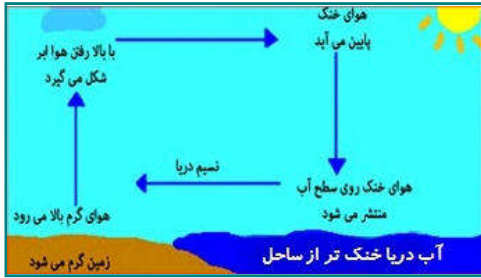 هوای خنک
پایین می آید
با بالا رفتن هوا ابر
شکل می گیرد
نسیم دریا
هوای خنک روی سطح آب
منتشر می شود
هوای گرم بالا می رود
آب دریا خنک تر از ساحل
زمین گرم می شود